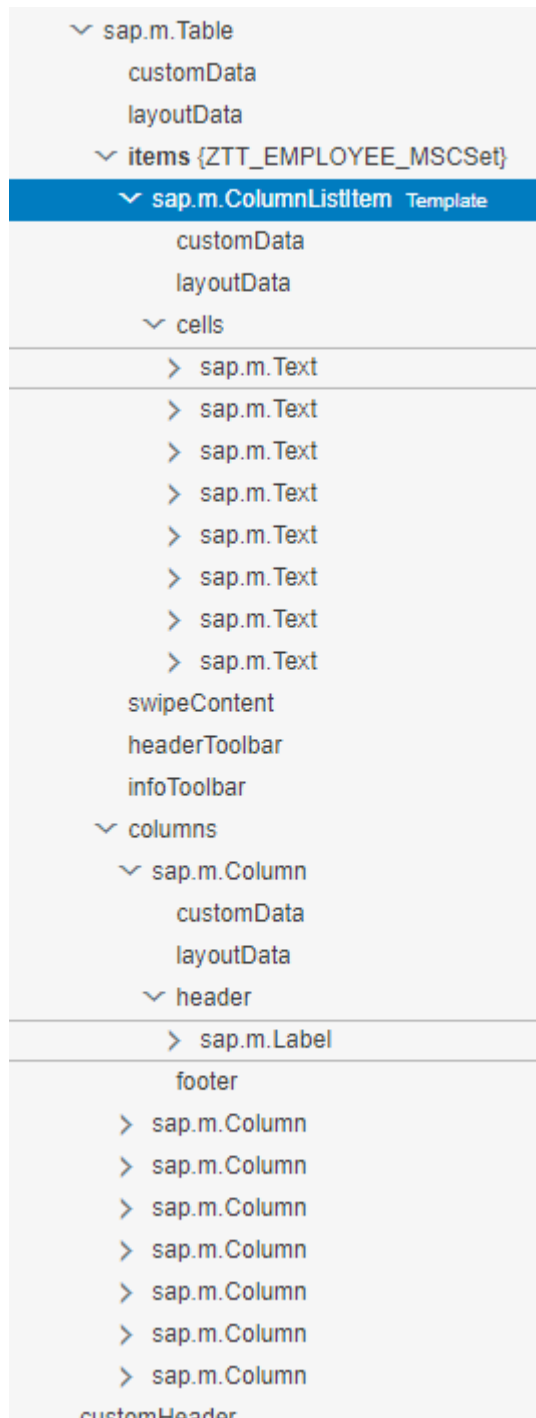 sap.m.Table
customData
layoutData
items {ZTT_EMPLOYEE_MSCSet}
sap.m.ColumnListItem Template
customData
layoutData
cells
sap.m.Text
sap.m.Text
sap.m.Text
sap.m.Text
sap.m.Text
sap.m.Text
sap.m.Text
sap.m.Text
swipeContent
headerToolbar
infoToolbar
columns
sap.m.Column
customData
layoutData
header
sap.m.Label
footer
sap.m.Column
sap.m.Column
sap.m.Column
sap.m.Column
sap.m.Column
sap.m.Column
sap.m.Column
customHeader